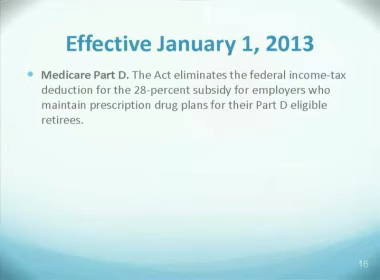 Effective January 1, 2013
• Medicare Part D. The Act eliminates the federal income-tax
deduction for the 28-percent subsidy for employers who
maintain prescription drug plans for their Part D eligible
retirees.
16